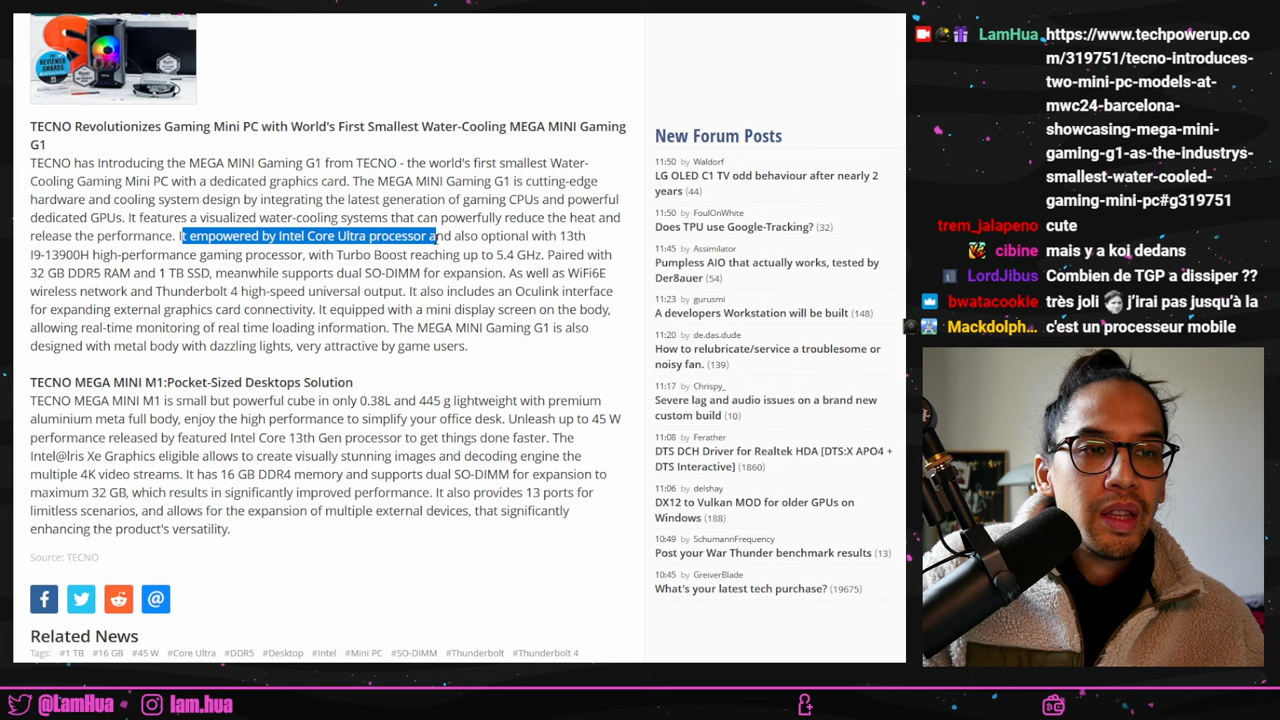 TECNO Revolutionizes Gaming Mini PC with World's First Smallest Water-Cooling MEGA MINI Gaming
G1
TECNO has Introducing the MEGA MINI Gaming G1 from TECNO - the world's first smallest Water-
Cooling Gaming Mini PC with a dedicated graphics card. The MEGA MINI Gaming G1 is cutting-edge
hardware and cooling system design by integrating the latest generation of gaming CPUs and powerful
dedicated GPUs. It features a visualized water-cooling systems that can powerfully reduce the heat and
release the performance. It empowered by Intel Core Ultra processor and also optional with 13th
I9-13900H high-performance gaming processor, with Turbo Boost reaching up to 5.4 GHz. Paired with
32 GB DDR5 RAM and 1 TB SSD, meanwhile supports dual SO-DIMM for expansion. As well as WiFi6E
wireless network and Thunderbolt 4 high-speed universal output. It also includes an Oculink interface
for expanding external graphics card connectivity. It equipped with a mini display screen on the body,
allowing real-time monitoring of real time loading information. The MEGA MINI Gaming G1 is also
designed with metal body with dazzling lights, very attractive by game users.
TECNO MEGA MINI M1:Pocket-Sized Desktops Solution
TECNO MEGA MINI M1 is small but powerful cube in only 0.38L and 445 g lightweight with premium
aluminium meta full body, enjoy the high performance to simplify your office desk. Unleash up to 45 W
performance released by featured Intel Core 13th Gen processor to get things done faster. The
Intel@Iris Xe Graphics eligible allows to create visually stunning images and decoding engine the
multiple 4K video streams. It has 16 GB DDR4 memory and supports dual SO-DIMM for expansion to
maximum 32 GB, which results in significantly improved performance. It also provides 13 ports for
limitless scenarios, and allows for the expansion of multiple external devices, that significantly
enhancing the product's versatility.
Source: TECNO
Related News
Tags: #1 TB #16 GB #45 W #Core Ultra #DDR5 #Desktop #Intel #Mini PC #SO-DIMM #Thunderbolt #Thunderbolt 4
New Forum Posts
11:50 by Waldorf
LG OLED C1 TV odd behaviour after nearly 2
years (44)
11:50 by FoulOnWhite
Does TPU use Google-Tracking? (32)
11:45 by Assimilator
Pumpless AIO that actually works, tested by
Der8auer (54)
11:23 by gurusmi
A developers Workstation will be built (148)
11:20 by de.das.dude
How to relubricate/service a troublesome or
noisy fan. (139)
11:17 by Chrispy_
Severe lag and audio issues on a brand new
custom build (10)
11:08 by Ferather
DTS DCH Driver for Realtek HDA [DTS:X APO4 +
DTS Interactive] (1860)
11:06 by delshay
DX12 to Vulkan MOD for older GPUs on
Windows (188)
10:49 by SchumannFrequency
Post your War Thunder benchmark results (13)
10:45 by GreiverBlade
What's your latest tech purchase? (19675)
LamHua https://www.techpowerup.co
m/319751/tecno-introduces-
two-mini-pc-models-at-
mwc24-barcelona-
showcasing-mega-mini-
gaming-g1-as-the-industrys-
smallest-water-cooled-
gaming-mini-pc#g319751
trem_jalapeno cute
cibine mais y a koj dedans
LordJibus Combien de TGP a dissiper ??
bwatacookie très joli j'irai pas jusqu'à la
Mackdolph... c'est un processeur mobile
@LamHua lam.hua